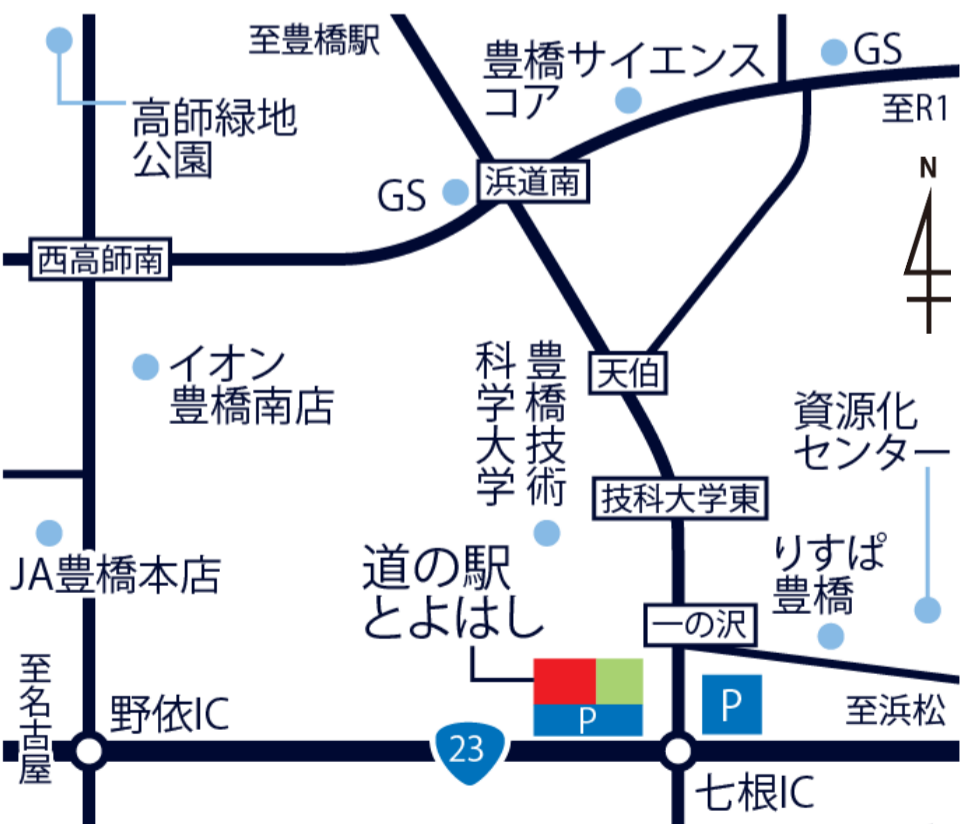 至豊橋駅
豊橋サイエンス
コア
GS
至R1
高師緑地
公園
N
GS
浜道南
西高師南
イオン
豊橋南店
豊橋技術
科学大学
天伯
資源化
センター
技科大学東
JA豊橋本店
道の駅
とよはし
りすぱ
豊橋
一の沢
至名古屋
野依IC
23
P
P
至浜松
七根IC